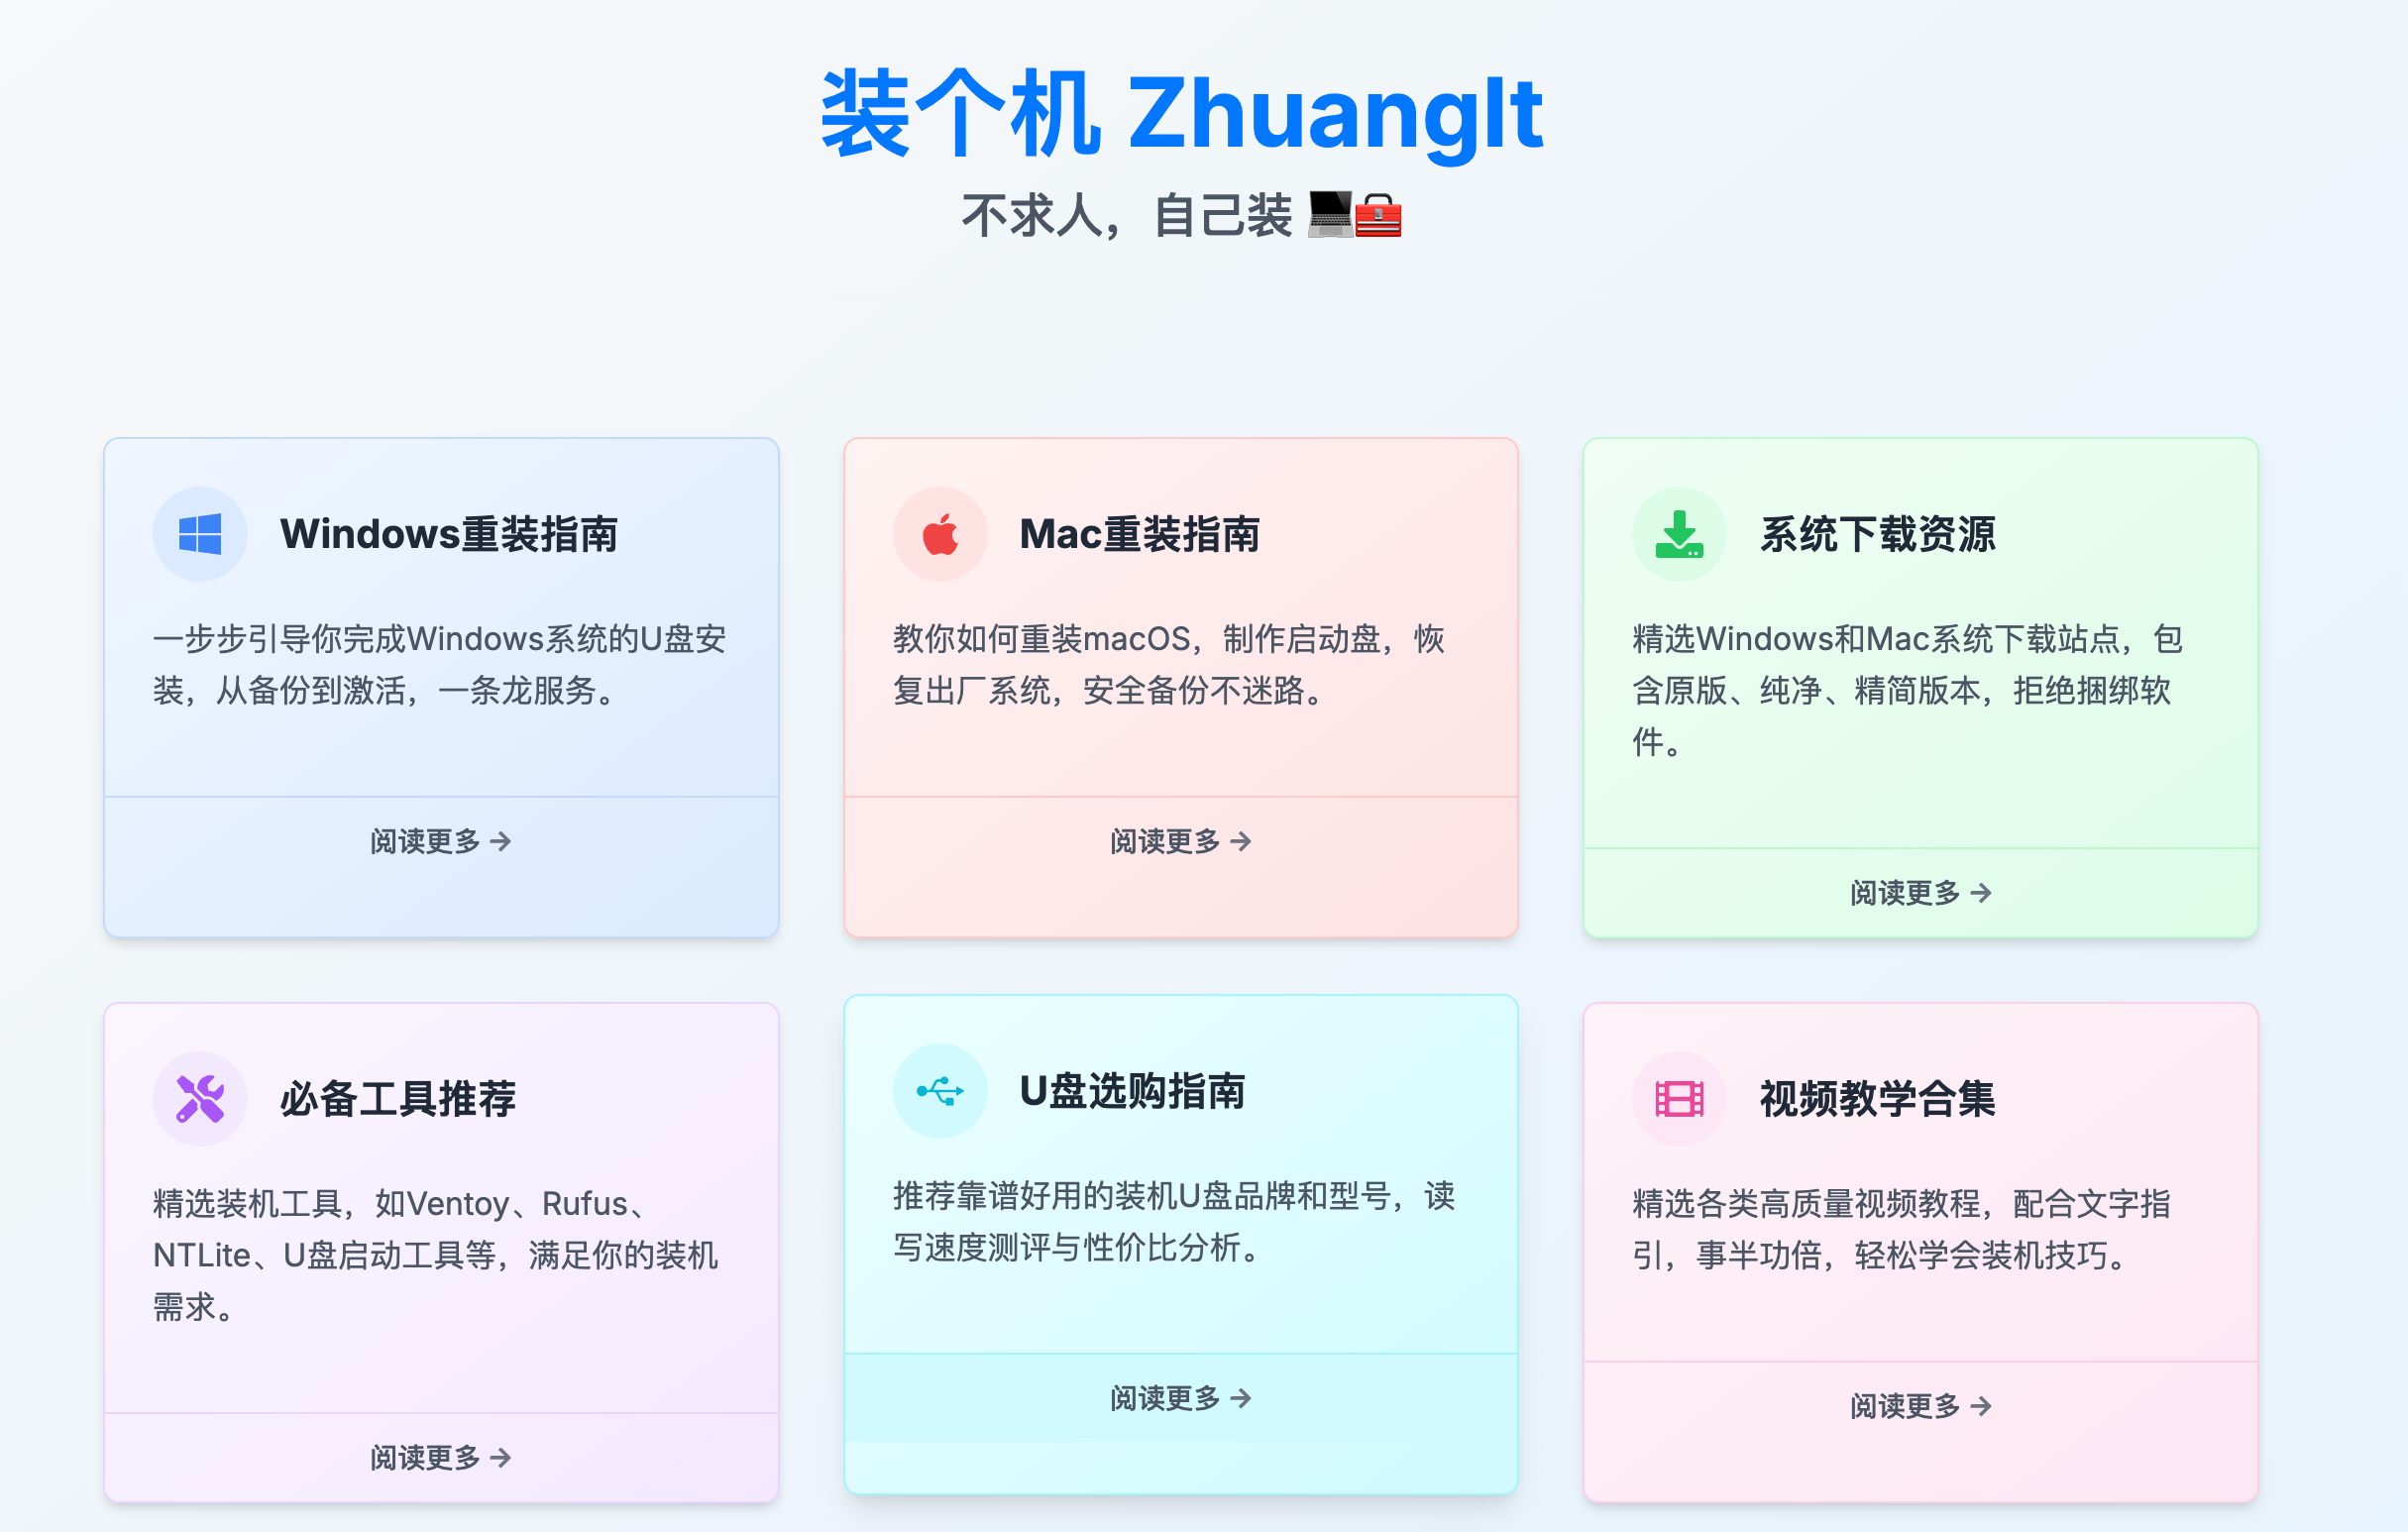 装个机 ZhuangIt
不求人，自己装
Windows重装指南
一步步引导你完成Windows系统的U盘安
装，从备份到激活，一条龙服务。
阅读更多 →
Mac重装指南
教你如何重装macOS，制作启动盘，恢
复出厂系统，安全备份不迷路。
阅读更多 →
系统下载资源
精选Windows和Mac系统下载站点，包
含原版、纯净、精简版本，拒绝捆绑软
件。
阅读更多 →
必备工具推荐
精选装机工具，如Ventoy、Rufus、
NTLite、U盘启动工具等，满足你的装机
需求。
阅读更多 →
U盘选购指南
推荐靠谱好用的装机U盘品牌和型号，读
写速度测评与性价比分析。
阅读更多 →
视频教学合集
精选各类高质量视频教程，配合文字指
引，事半功倍，轻松学会装机技巧。
阅读更多 →